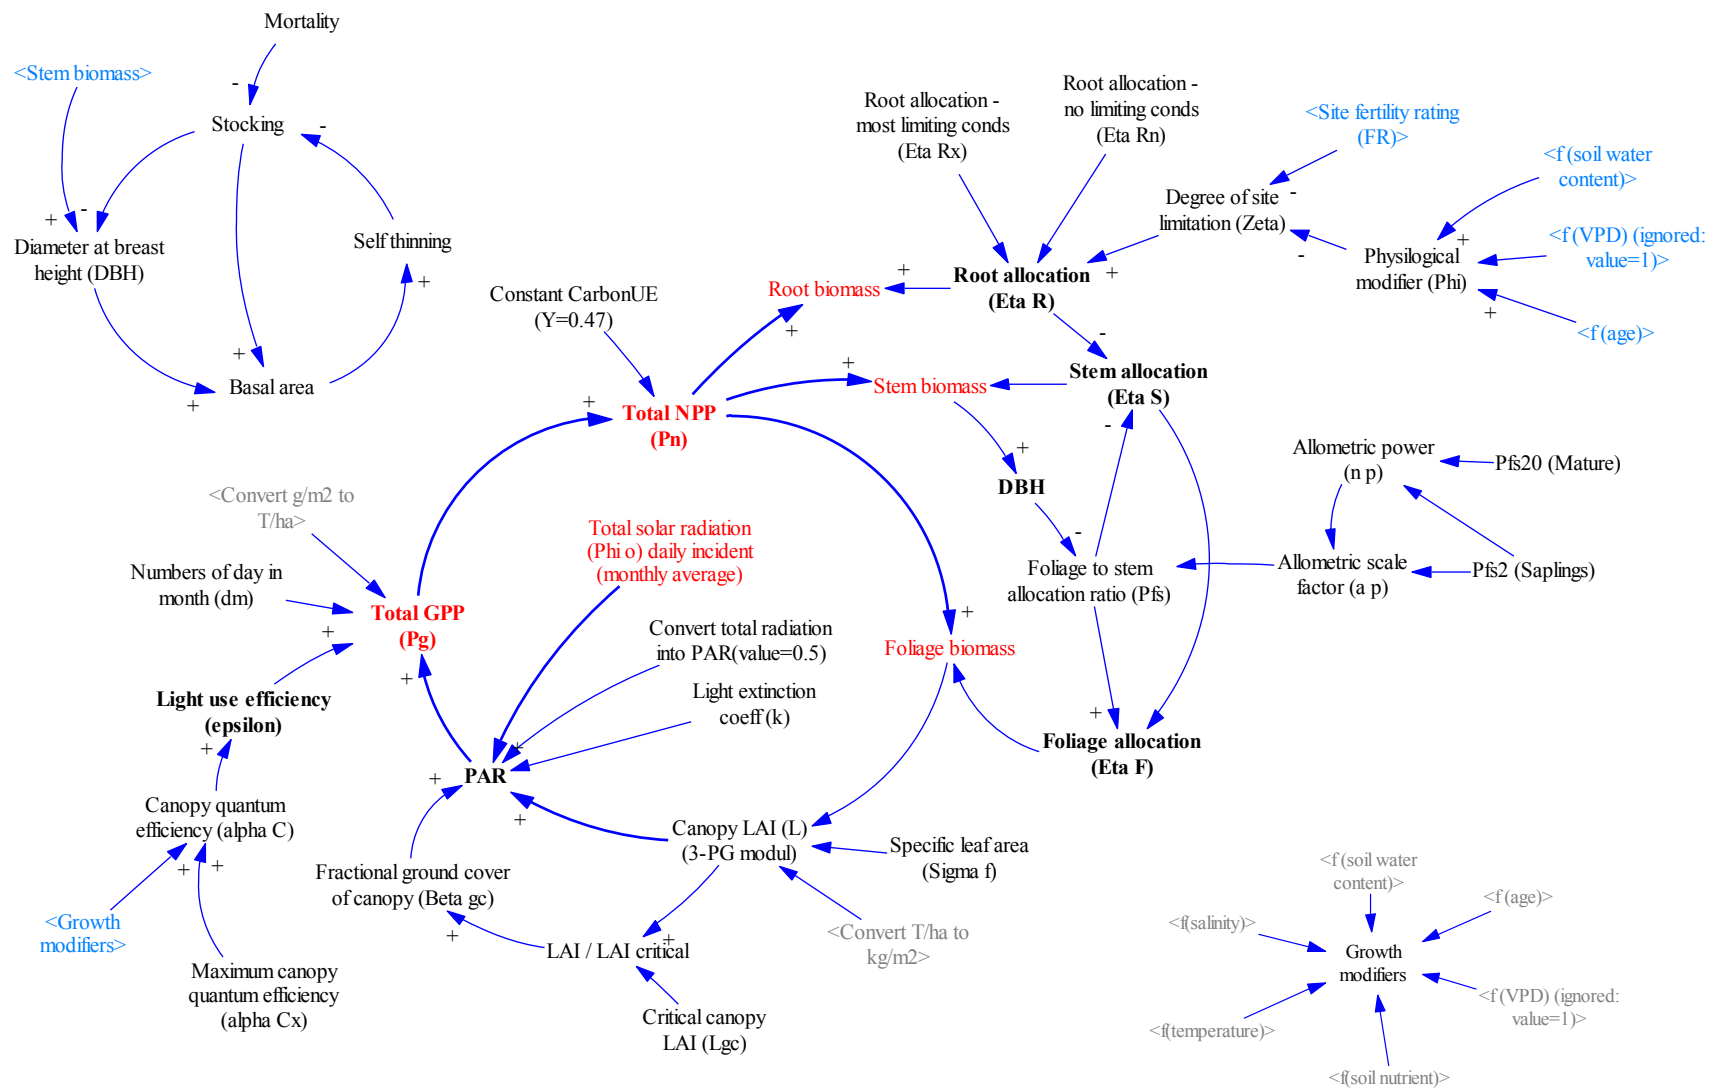 Mortality
<Stem biomass>
-
Stocking
-
+
-
Diameter at breast
height (DBH)
Self thinning
+
+
Basal area
+
Root allocation -
most limiting conds
(Eta Rx)
Root allocation -
no limiting conds
(Eta Rn)
<Site fertility rating
(FR)>
<f (soil water
content)>
Degree of site
limitation (Zeta)
-
-
+
Physilogical
modifier (Phi)
<f (VPD) (ignored:
value=1)>
+
<f (age)>
Root allocation
(Eta R)
+
+
Root biomass
+
Constant CarbonUE
(Y=0.47)
-
Stem allocation
(Eta S)
+
Stem biomass
+
Total NPP
(Pn)
-
+
DBH
-
Allometric power
(n p)
Pfs20 (Mature)
<Convert g/m2 to
T/ha>
Total solar radiation
(Phi o) daily incident
(monthly average)
Foliage to stem
allocation ratio (Pfs)
Allometric scale
factor (a p)
Pfs2 (Saplings)
Numbers of day in
month (dm)
Total GPP
(Pg)
+
+
Convert total radiation
into PAR(value=0.5)
+
Foliage biomass
Light extinction
coeff (k)
Light use efficiency
(epsilon)
+
+
Foliage allocation
(Eta F)
+
PAR
+
+
Canopy quantum
efficiency (alpha C)
+
+
Canopy LAI (L)
(3-PG modul)
Specific leaf area
(Sigma f)
Fractional ground cover
of canopy (Beta gc)
<Growth
modifiers>
+
LAI / LAI critical
+
<Convert T/ha to
kg/m2>
Maximum canopy
quantum efficiency
(alpha Cx)
Critical canopy
LAI (Lgc)
<f (soil water
content)>
<f (age)>
<f(salinity)>
Growth
modifiers
<f (VPD) (ignored:
value=1)>
<f(temperature)>
<f(soil nutrient)>